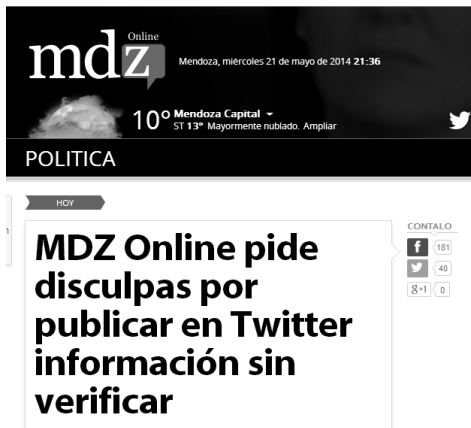 Online
mdz
Mendoza, miércoles 21 de mayo de 2014 21:36
10° Mendoza Capital
ST 13° Mayormente nublado. Ampliar
POLITICA
HOY
CONTALO
181
40
g+1 0
MDZ Online pide
disculpas por
publicar en Twitter
información sin
verificar